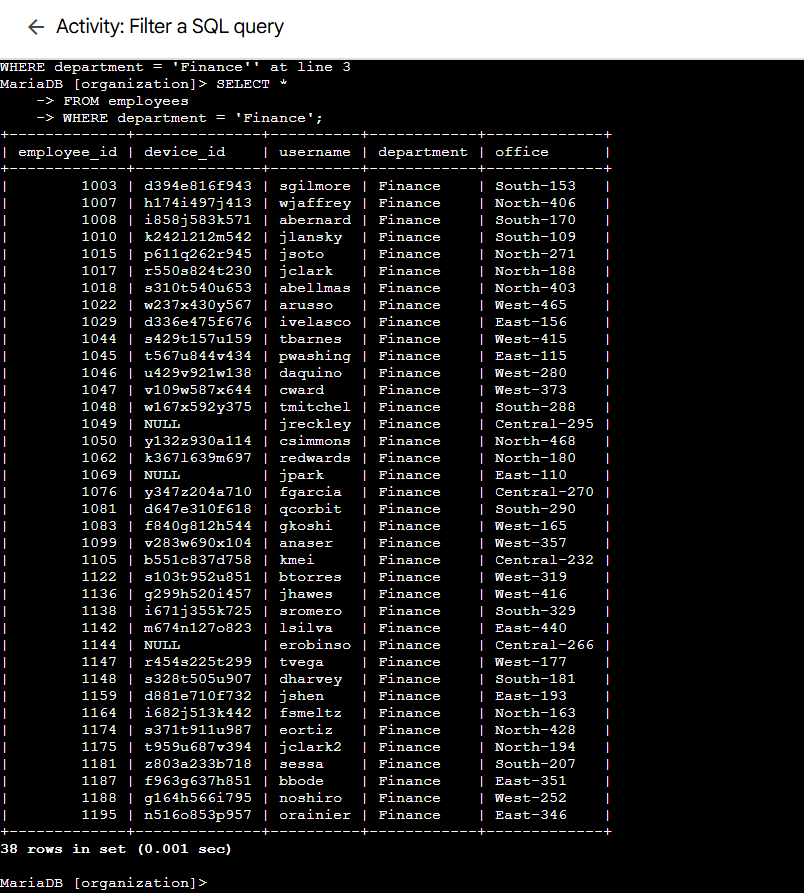 ← Activity: Filter a SQL query
WHERE department = 'Finance'' at line 3
MariaDB [organization]> SELECT *
    -> FROM employees
    -> WHERE department = 'Finance';
+-------------+--------------+----------+------------+-------------+
| employee_id | device_id    | username | department | office      |
+-------------+--------------+----------+------------+-------------+
|        1003 | d394e816f943 | sgilmore | Finance    | South-153   |
|        1007 | h174i497j413 | wjaffrey | Finance    | North-406   |
|        1008 | i858j583k571 | abernard | Finance    | South-170   |
|        1010 | k242l212m542 | jlansky  | Finance    | South-109   |
|        1015 | p611q262r945 | jsoto    | Finance    | North-271   |
|        1017 | r550s824t230 | jclark   | Finance    | North-188   |
|        1018 | s310t540u653 | abellmas | Finance    | North-403   |
|        1022 | w237x430y567 | arusso   | Finance    | West-465    |
|        1029 | d336e475f676 | ivelasco | Finance    | East-156    |
|        1044 | s429t157u159 | tbarnes  | Finance    | West-415    |
|        1045 | t567u844v434 | pwashing | Finance    | East-115    |
|        1046 | u429v921w138 | daquino  | Finance    | West-280    |
|        1047 | v109w587x644 | cward    | Finance    | West-373    |
|        1048 | w167x592y375 | tmitchel | Finance    | South-288   |
|        1049 | NULL         | jreckley | Finance    | Central-295 |
|        1050 | y132z930a114 | csimmons | Finance    | North-468   |
|        1062 | k367l639m697 | redwards | Finance    | North-180   |
|        1069 | NULL         | jpark    | Finance    | East-110    |
|        1076 | y347z204a710 | fgarcia  | Finance    | Central-270 |
|        1081 | d647e310f618 | qcorbit  | Finance    | South-290   |
|        1083 | f840g812h544 | gkoshi   | Finance    | West-165    |
|        1099 | v283w690x104 | anaser   | Finance    | West-357    |
|        1105 | b551c837d758 | kmei     | Finance    | Central-232 |
|        1122 | s103t952u851 | btorres  | Finance    | West-319    |
|        1136 | g299h520i457 | jhawes   | Finance    | West-416    |
|        1138 | i671j355k725 | sromero  | Finance    | South-329   |
|        1142 | m674n127o823 | lsilva   | Finance    | East-440    |
|        1144 | NULL         | erobinso | Finance    | Central-266 |
|        1147 | r454s225t299 | tvega    | Finance    | West-177    |
|        1148 | s328t505u907 | dharvey  | Finance    | South-181   |
|        1159 | d881e710f732 | jshen    | Finance    | East-193    |
|        1164 | i682j513k442 | fsmeltz  | Finance    | North-163   |
|        1174 | s371t911u987 | eortiz   | Finance    | North-428   |
|        1175 | t959u687v394 | jclark2  | Finance    | North-194   |
|        1181 | z803a233b718 | sessa    | Finance    | South-207   |
|        1187 | f963g637h851 | bbode    | Finance    | East-351    |
|        1188 | g164h566i795 | noshiro  | Finance    | West-252    |
|        1195 | n516o853p957 | orainier | Finance    | East-346    |
+-------------+--------------+----------+------------+-------------+
38 rows in set (0.001 sec)
MariaDB [organization]>